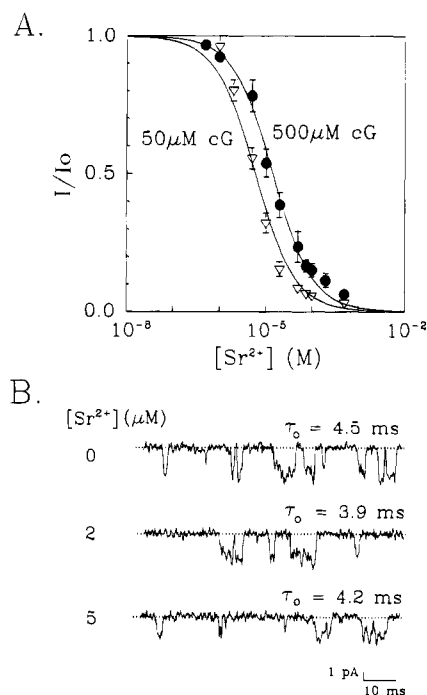 A.
1.0
0.5
0.0
I/Io
50μM cG
500μM cG
10⁻⁸
10⁻⁵
10⁻²
[Sr²⁺] (M)
B.
[Sr²⁺] (μM)
0
τₒ = 4.5 ms
2
τₒ = 3.9 ms
5
τₒ = 4.2 ms
1 pA
10 ms